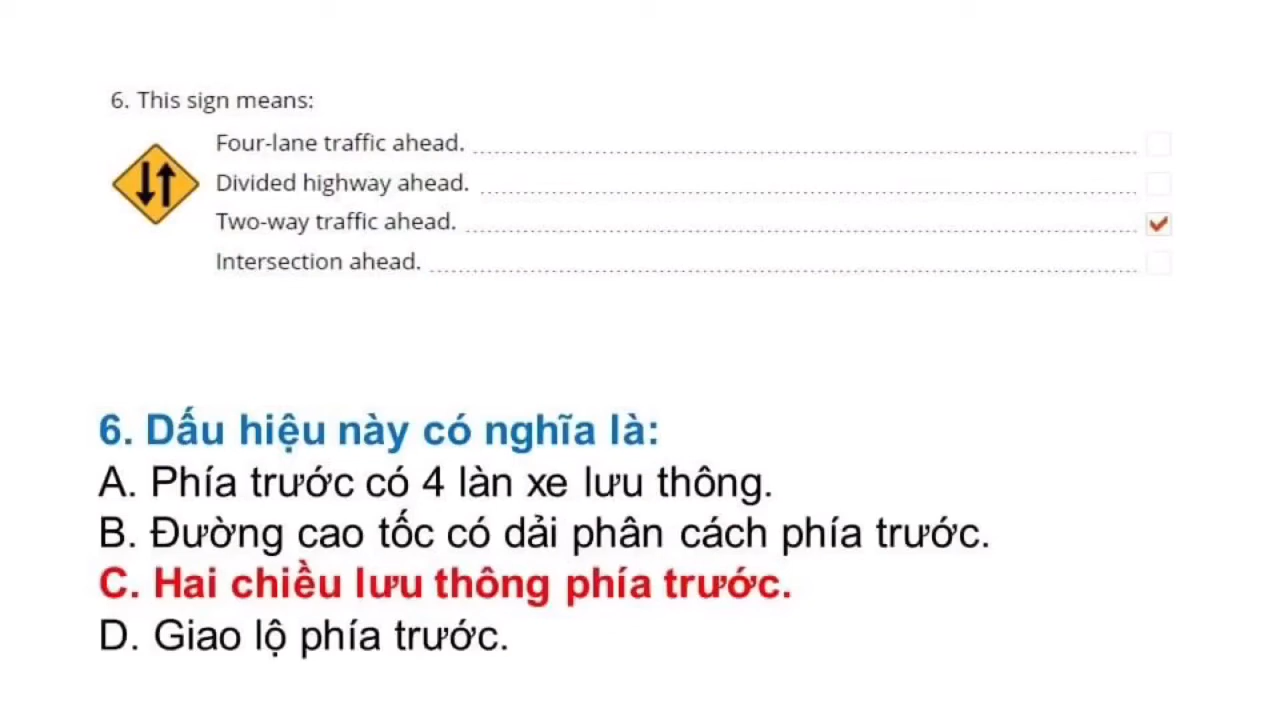 6. This sign means:
Four-lane traffic ahead.
Divided highway ahead.
Two-way traffic ahead.
Intersection ahead.
6. Dấu hiệu này có nghĩa là:
A. Phía trước có 4 làn xe lưu thông.
B. Đường cao tốc có dải phân cách phía trước.
C. Hai chiều lưu thông phía trước.
D. Giao lộ phía trước.